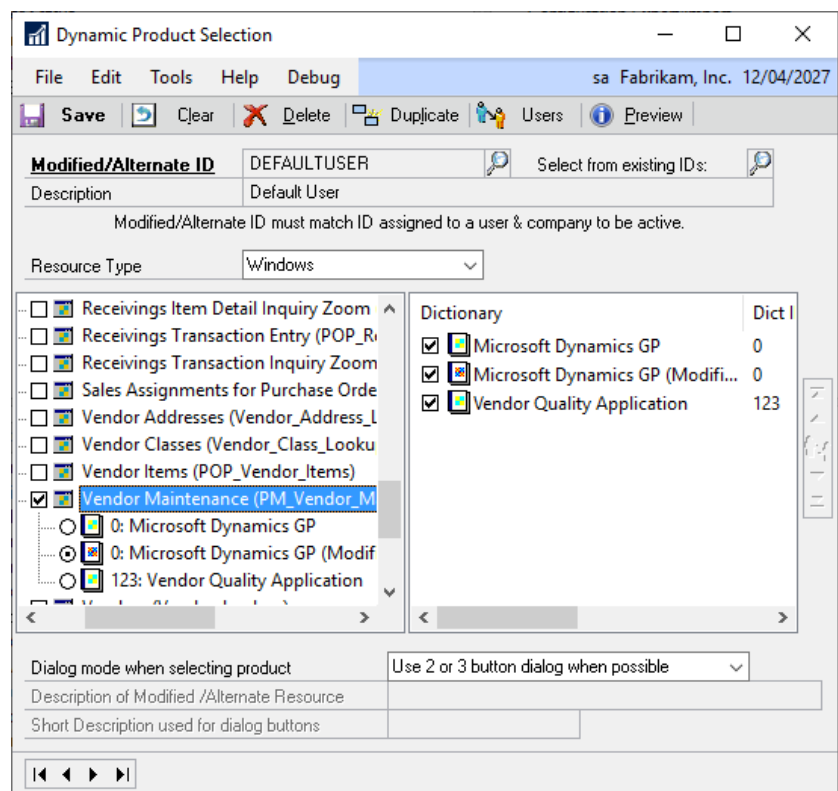 Dynamic Product Selection
File Edit Tools Help Debug sa Fabrikam, Inc. 12/04/2027
Save Clear Delete Duplicate Users Preview
Modified/Alternate ID DEFAULTUSER Select from existing IDs:
Description Default User
Modified/Alternate ID must match ID assigned to a user & company to be active.
Resource Type Windows
Receivings Item Detail Inquiry Zoom
Receivings Transaction Entry (POP_R
Receivings Transaction Inquiry Zoom
Sales Assignments for Purchase Orde
Vendor Addresses (Vendor_Address_L
Vendor Classes (Vendor_Class_Looku
Vendor Items (POP_Vendor_Items)
Vendor Maintenance (PM_Vendor_M
0: Microsoft Dynamics GP
0: Microsoft Dynamics GP (Modif
123: Vendor Quality Application
Dictionary Dict I
Microsoft Dynamics GP 0
Microsoft Dynamics GP (Modifi... 0
Vendor Quality Application 123
Dialog mode when selecting product Use 2 or 3 button dialog when possible
Description of Modified /Alternate Resource
Short Description used for dialog buttons